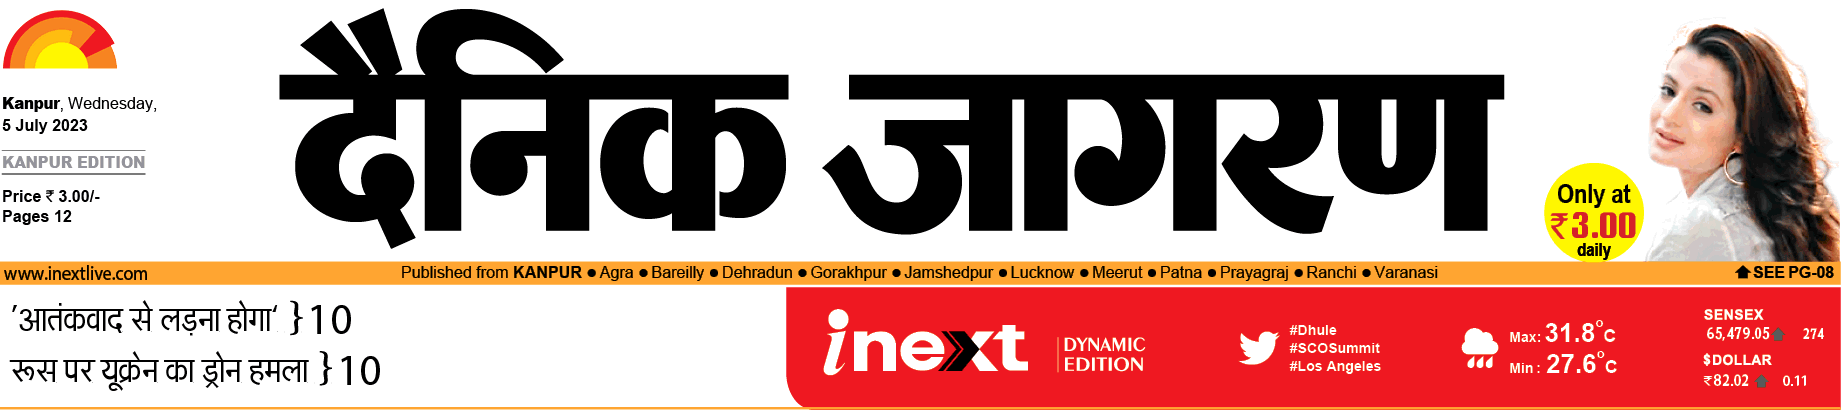 Kanpur, Wednesday,
5 July 2023
KANPUR EDITION
Price ₹ 3.00/-
Pages 12
दैनिक जागरण
Only at
₹3.00
daily
www.inextlive.com
Published from KANPUR ● Agra ● Bareilly ● Dehradun ● Gorakhpur ● Jamshedpur ● Lucknow ● Meerut ● Patna ● Prayagraj ● Ranchi ● Varanasi
SEE PG-08
'आतंकवाद से लड़ना होगा' }10
रूस पर यूक्रेन का ड्रोन हमला }10
inext
DYNAMIC
EDITION
#Dhule
#SCOSummit
#Los Angeles
Max: 31.8°C
Min : 27.6°C
SENSEX
65,479.05 274
$DOLLAR
₹82.02 0.11